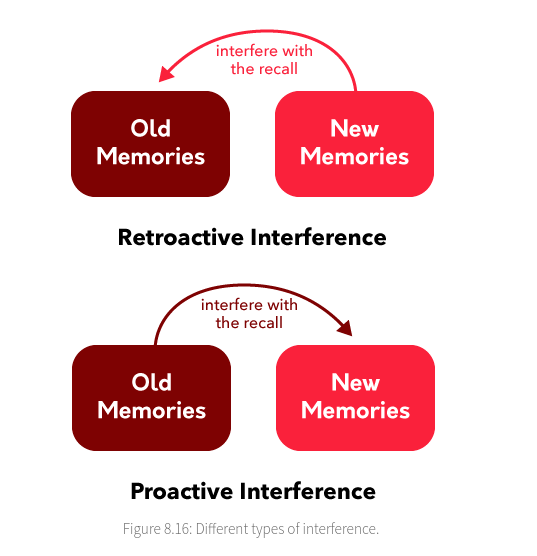 interfere with
the recall
Old
Memories
New
Memories
Retroactive Interference
interfere with
the recall
Old
Memories
New
Memories
Proactive Interference
Figure 8.16: Different types of interference.